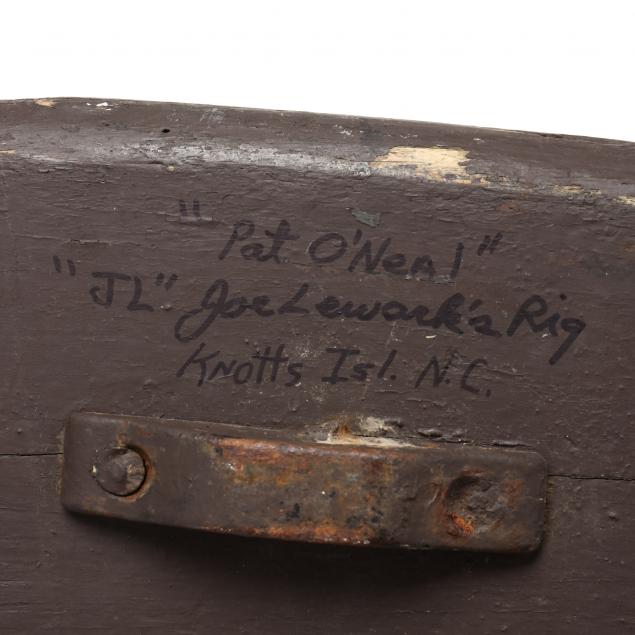 "Pat O'Neal"
"JL" Joe Lewark's Rig
Knotts Isl. N.C.